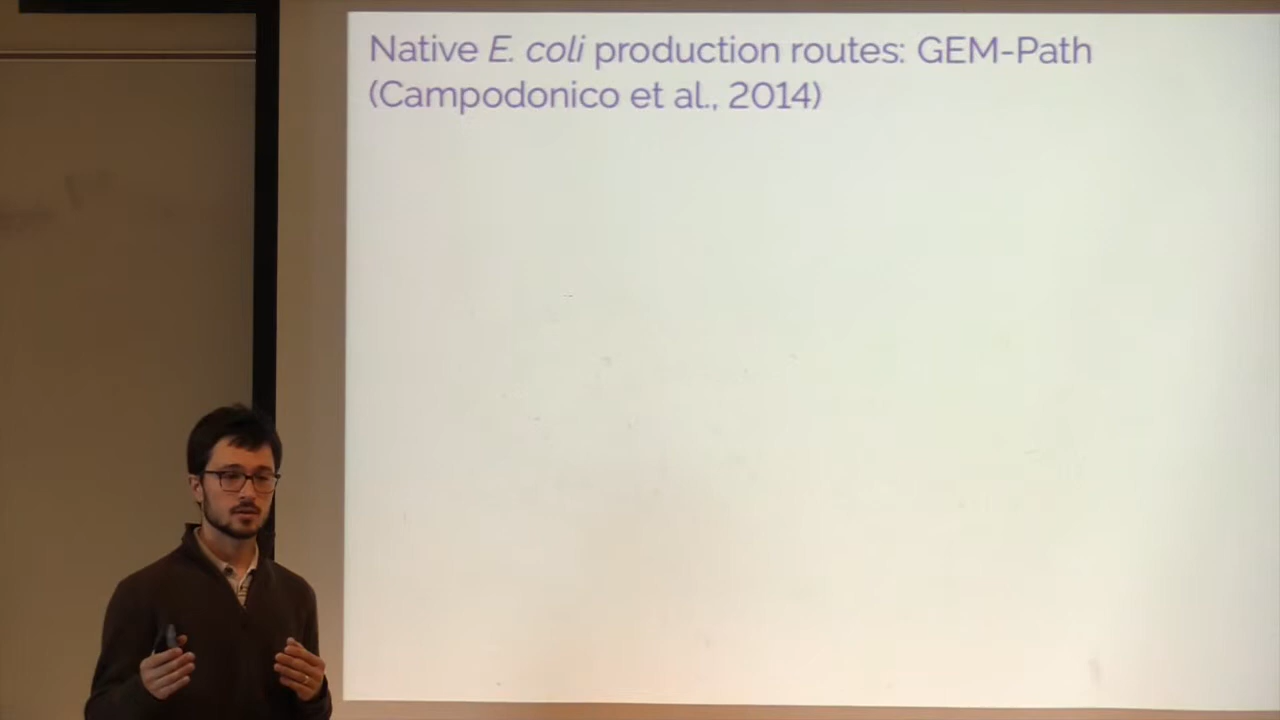 Native E. coli production routes: GEM-Path
(Campodonico et al., 2014)